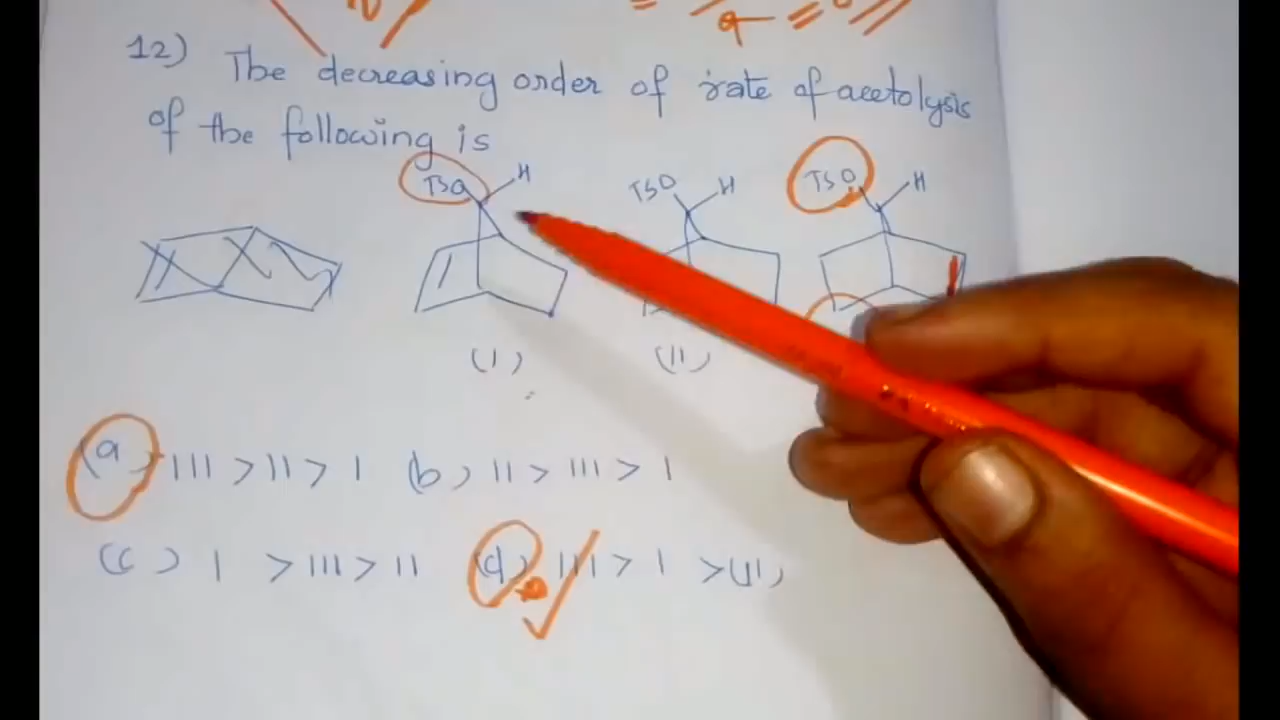 12) The decreasing order of rate of acetolysis
of the following is
TSO H TSO H TSO H
(I) (II)
(a) III > II > I (b) II > III > I
(c) I > III > II (d) III > I > II)